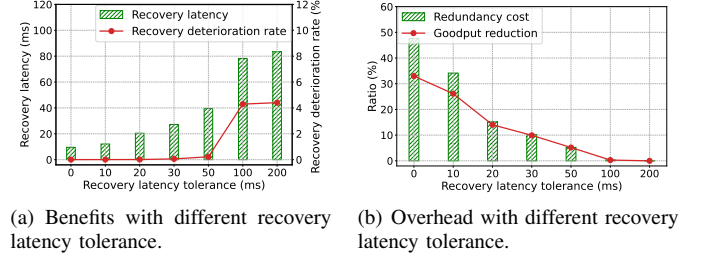 120
100
80
60
40
20
0
Recovery latency (ms)
Recovery latency
Recovery deterioration rate
12
10
8
6
4
2
0
Recovery deterioration rate (%
0 10 20 30 50 100 200
Recovery latency tolerance (ms)
(a) Benefits with different recovery
latency tolerance.
60
50
40
30
20
10
0
Ratio (%)
Redundancy cost
Goodput reduction
0 10 20 30 50 100 200
Recovery latency tolerance (ms)
(b) Overhead with different recovery
latency tolerance.